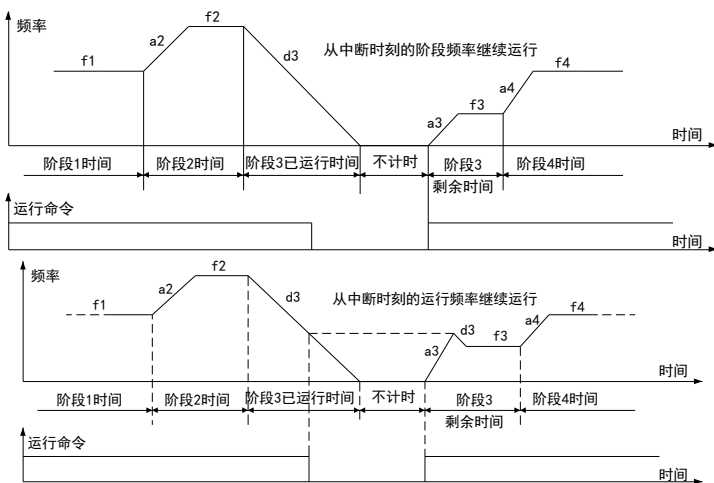 频率
f1
a2
f2
d3
从中断时刻的阶段频率继续运行
a3
f3
a4
f4
时间
阶段1时间
阶段2时间
阶段3已运行时间
不计时
阶段3
剩余时间
阶段4时间
运行命令
时间
频率
f1
a2
f2
d3
从中断时刻的运行频率继续运行
a3
d3
f3
a4
f4
时间
阶段1时间
阶段2时间
阶段3已运行时间
不计时
阶段3
剩余时间
阶段4时间
运行命令
时间